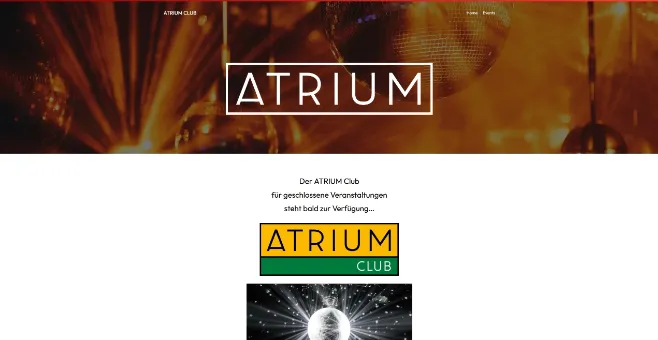 ATRIUM CLUB
Home Events
ATRIUM
Der ATRIUM Club
für geschlossene Veranstaltungen
steht bald zur Verfügung...
ATRIUM
CLUB